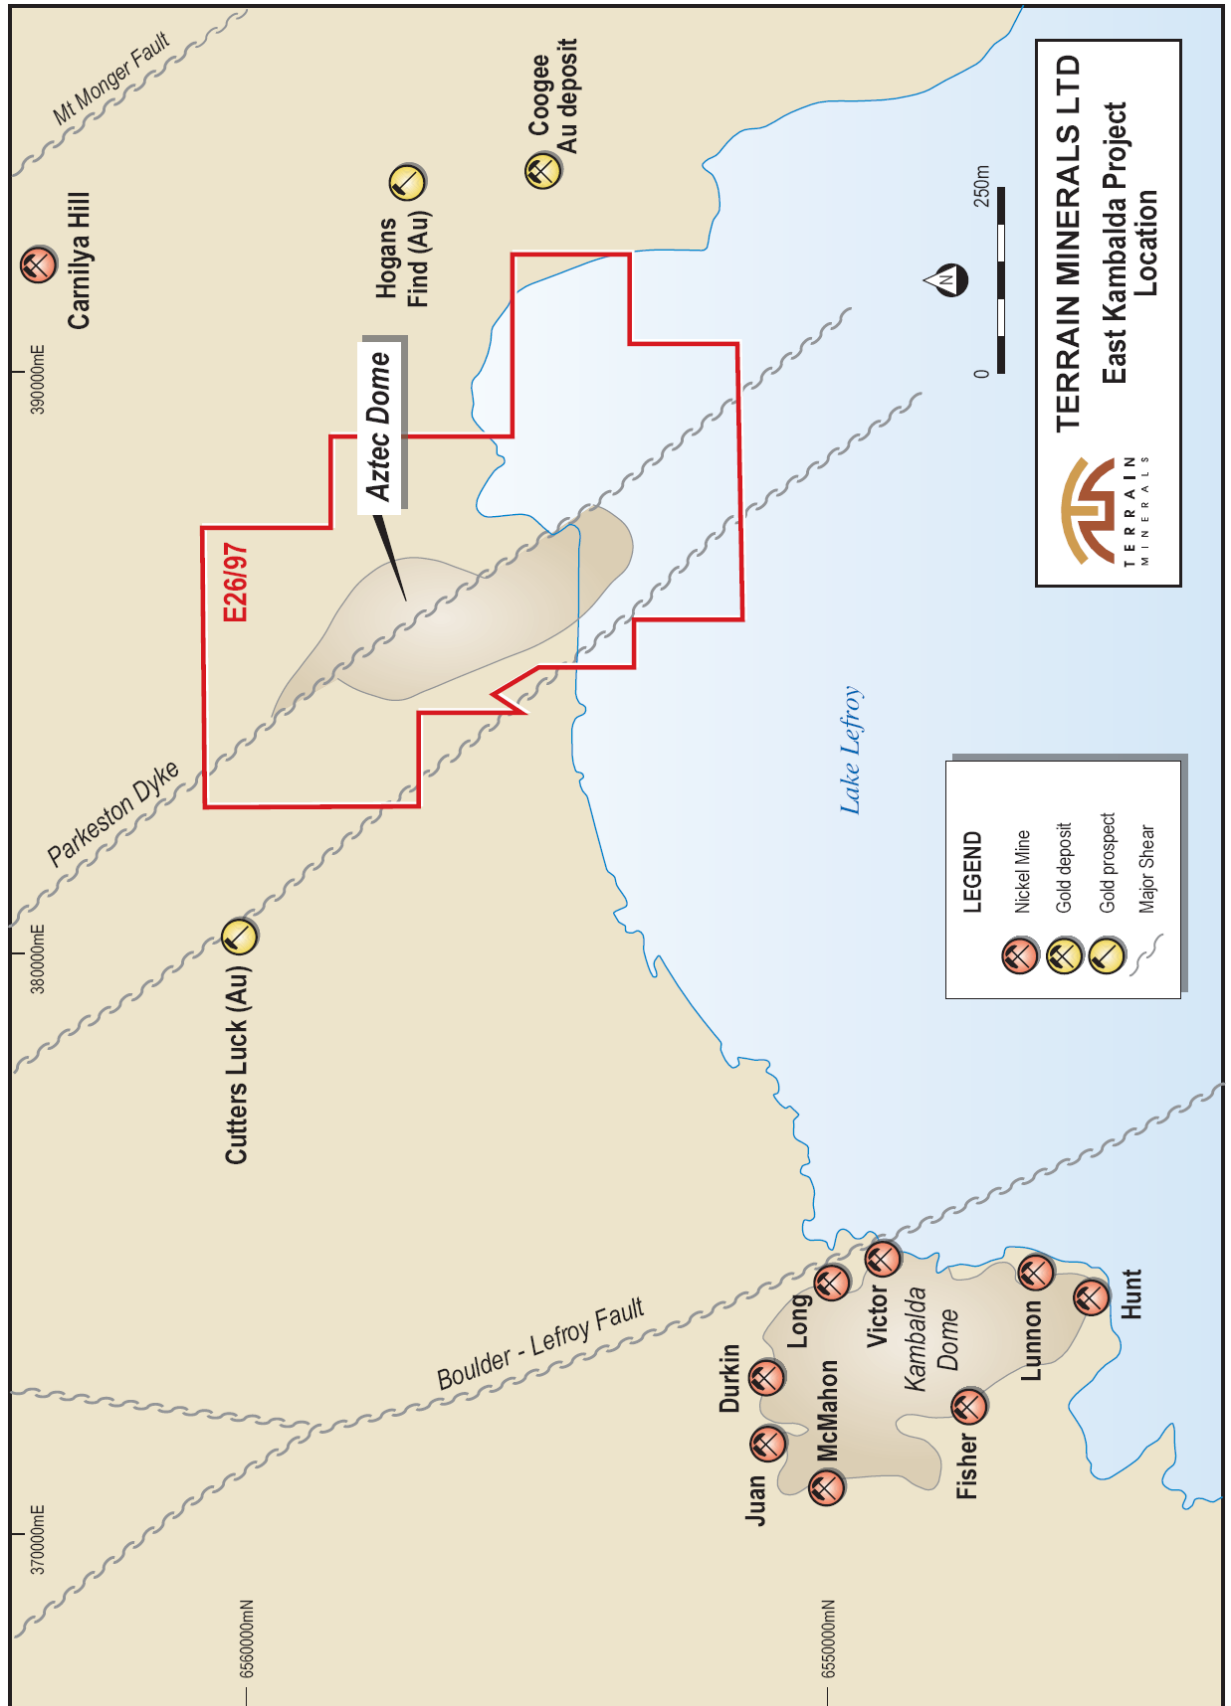 370000mE
380000mE
390000mE
6560000mN
6550000mN
Mt Monger Fault
Carnilya Hill
Hogans
Find (Au)
Coogee
Au deposit
Aztec Dome
E26/97
Parkeston Dyke
Cutters Luck (Au)
Boulder - Lefroy Fault
Lake Lefroy
Durkin
Juan
McMahon
Long
Victor
Kambalda
Dome
Fisher
Lunnon
Hunt
LEGEND
Nickel Mine
Gold deposit
Gold prospect
Major Shear
N
0
250m
TERRAIN
MINERALS
TERRAIN MINERALS LTD
East Kambalda Project
Location